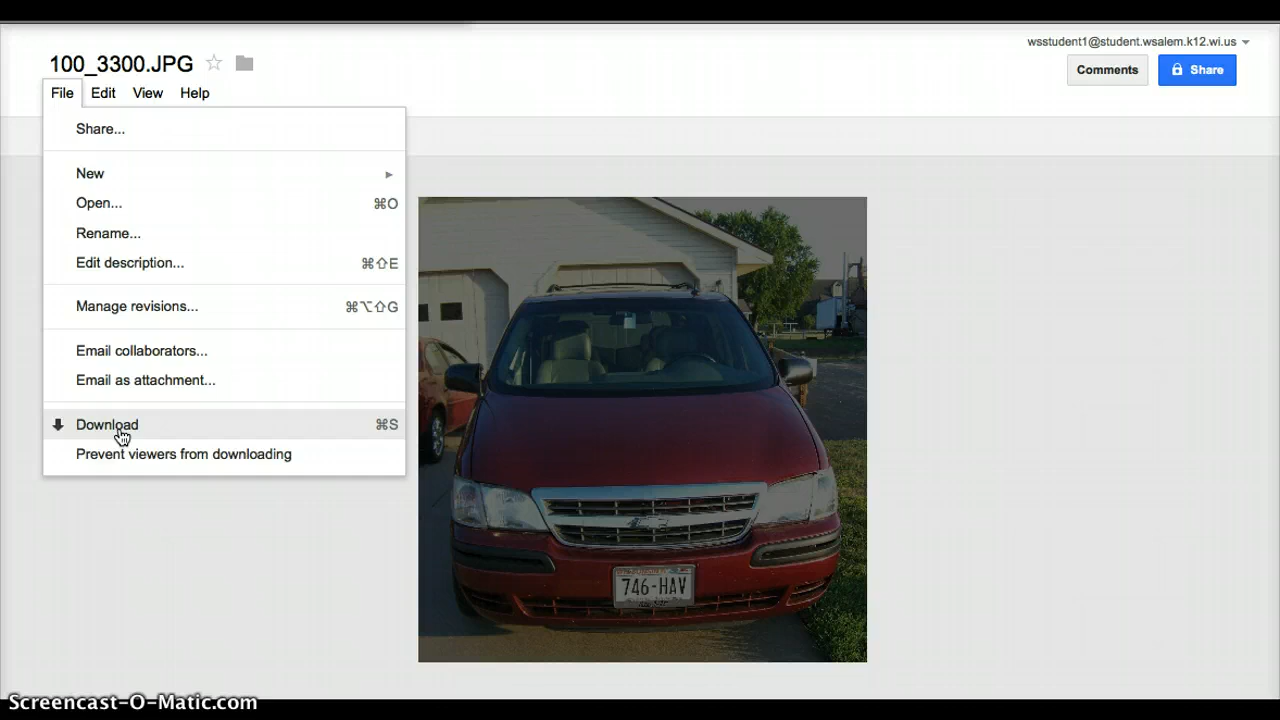 wsstudent1@student.wsalem.k12.wi.us
100_3300.JPG
Comments
Share
File Edit View Help
Share...
New
Open... ⌘O
Rename...
Edit description... ⌘⇧E
Manage revisions... ⌘⌥⇧G
Email collaborators...
Email as attachment...
Download ⌘S
Prevent viewers from downloading
746-HAV
Screencast-O-Matic.com